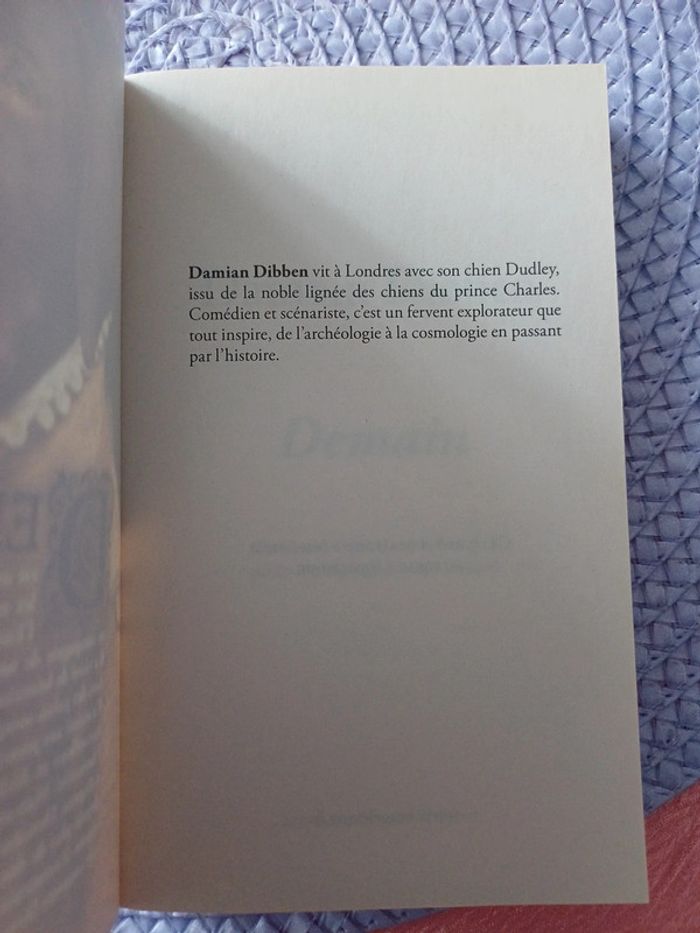 Damian Dibben vit à Londres avec son chien Dudley,
issu de la noble lignée des chiens du prince Charles.
Comédien et scénariste, c'est un fervent explorateur que
tout inspire, de l'archéologie à la cosmologie en passant
par l'histoire.
Demain